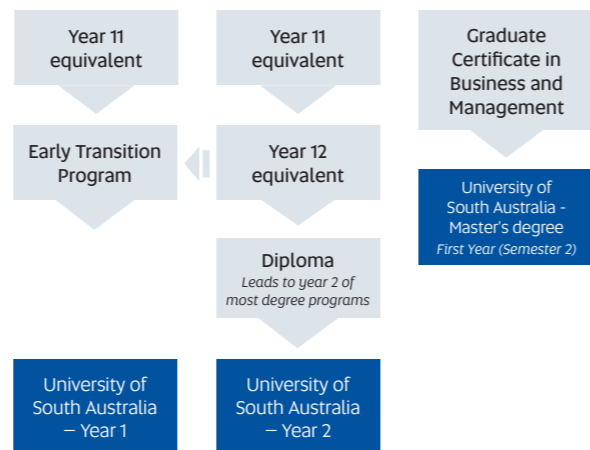 Year 11
equivalent
Year 11
equivalent
Graduate
Certificate in
Business and
Management
Early Transition
Program
Year 12
equivalent
University of
South Australia -
Master's degree
First Year (Semester 2)
Diploma
Leads to year 2 of
most degree programs
University of
South Australia
– Year 1
University of
South Australia
– Year 2